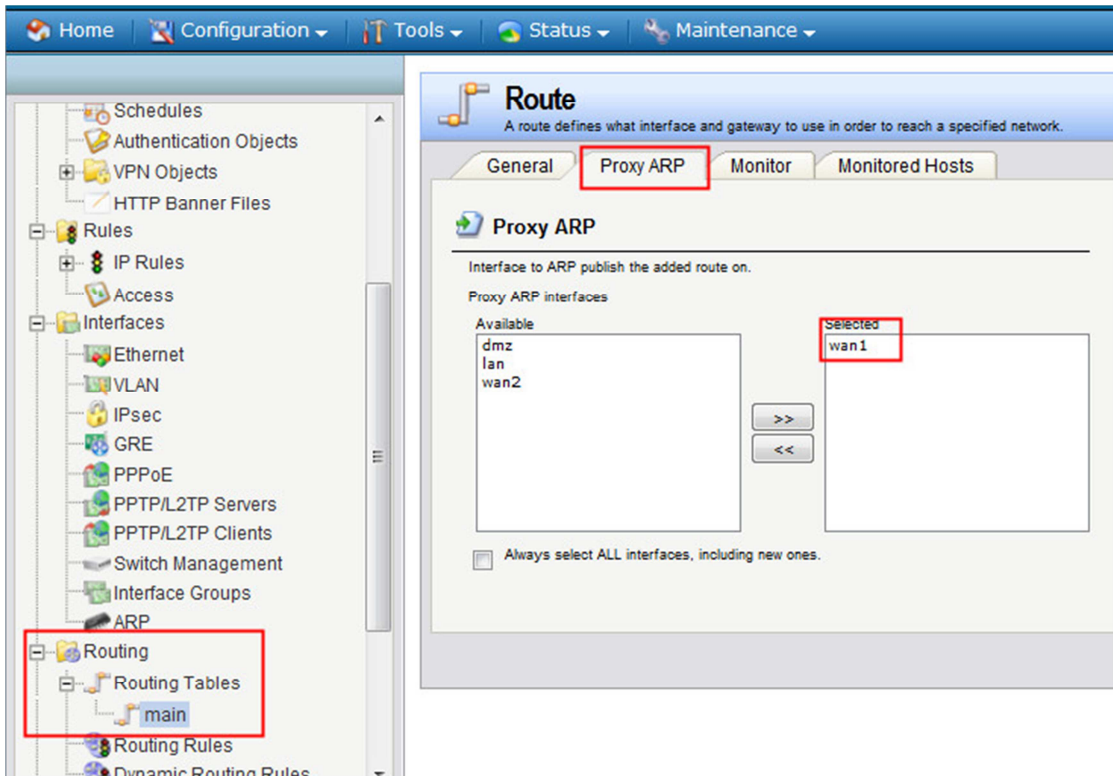 Home
Configuration
Tools
Status
Maintenance
Schedules
Authentication Objects
VPN Objects
HTTP Banner Files
Rules
IP Rules
Access
Interfaces
Ethernet
VLAN
IPsec
GRE
PPPoE
PPTP/L2TP Servers
PPTP/L2TP Clients
Switch Management
Interface Groups
ARP
Routing
Routing Tables
main
Routing Rules
Dynamic Routing Rules
Route
A route defines what interface and gateway to use in order to reach a specified network.
General
Proxy ARP
Monitor
Monitored Hosts
Proxy ARP
Interface to ARP publish the added route on.
Proxy ARP interfaces
Available
dmz
lan
wan2
>>
<<
Selected
wan1
Always select ALL interfaces, including new ones.